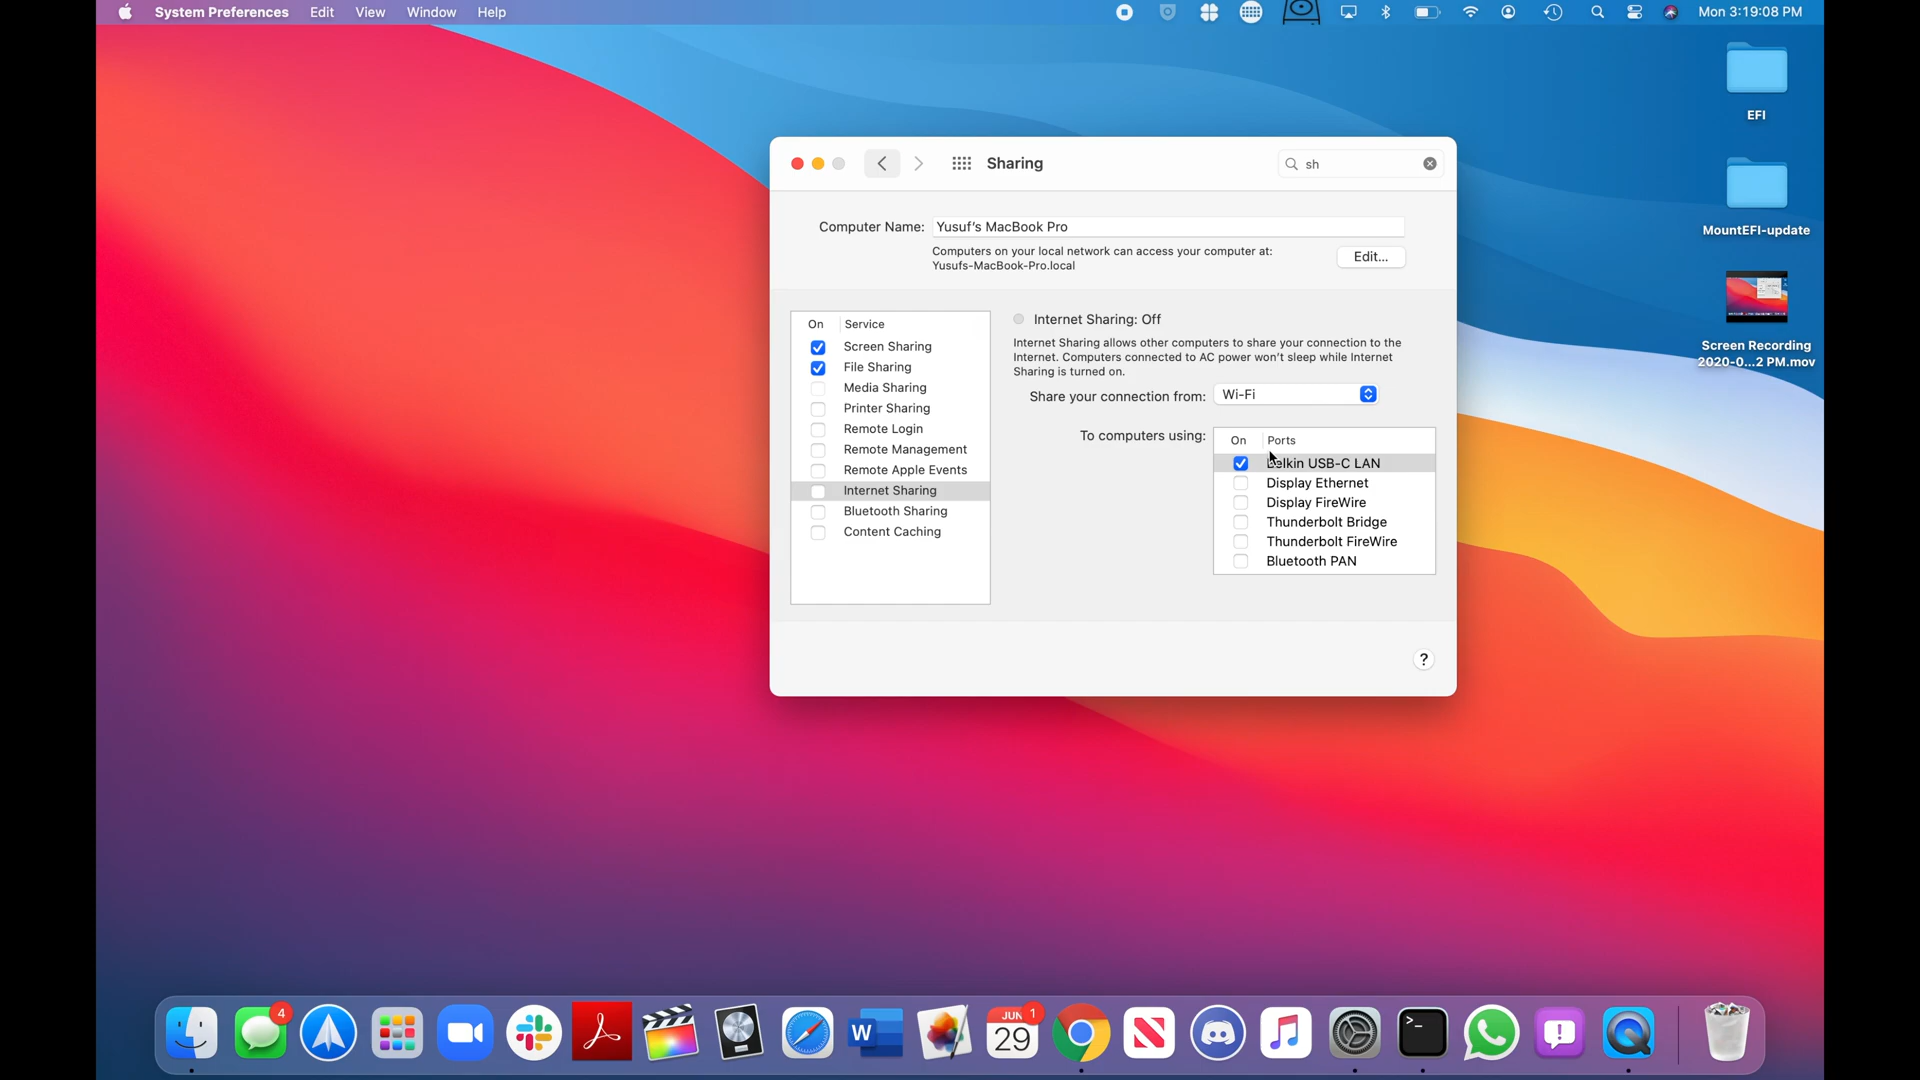 System Preferences Edit View Window Help Mon 3:19:08 PM
EFI
MountEFI-update
Screen Recording
2020-0...2 PM.mov
Sharing
sh
Computer Name: Yusuf's MacBook Pro
Computers on your local network can access your computer at:
Yusufs-MacBook-Pro.local
Edit...
On Service
Screen Sharing
File Sharing
Media Sharing
Printer Sharing
Remote Login
Remote Management
Remote Apple Events
Internet Sharing
Bluetooth Sharing
Content Caching
Internet Sharing: Off
Internet Sharing allows other computers to share your connection to the
Internet. Computers connected to AC power won't sleep while Internet
Sharing is turned on.
Share your connection from: Wi-Fi
To computers using:
On Ports
Belkin USB-C LAN
Display Ethernet
Display FireWire
Thunderbolt Bridge
Thunderbolt FireWire
Bluetooth PAN
?
4
W
JUN
29
1
>_
!